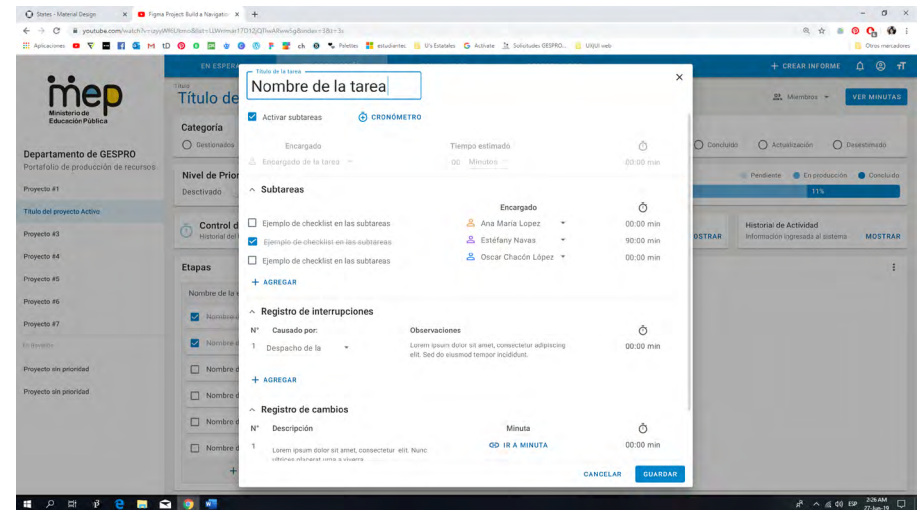 States - Material Design
Figma Project Build a Navigation
Aplicaciones
Palettes
estudiantes
U's Estatales
Activate
Solicitudes GESPRO...
UX/UI web
Otros marcadores
mep
Ministerio de
Educación Pública
Departamento de GESPRO
Portafolio de producción de recursos
Proyecto #1
Título del proyecto Activo
Proyecto #3
Proyecto #4
Proyecto #5
Proyecto #6
Proyecto #7
Proyecto sin prioridad
Proyecto sin prioridad
EN ESPERA
+ CREAR INFORME
Título de
Miembros
VER MINUTAS
Categoría
Gestionados
Concluido
Actualización
Desestimado
Nivel de Prior
Desactivado
Pendiente
En producción
Concluido
11%
Control d
Historial del
OSTRAR
Historial de Actividad
Información ingresada al sistema
MOSTRAR
Etapas
Nombre de la e
Nombre d
Nombre d
Nombre d
Nombre d
Nombre d
Nombre d
+
Título de la tarea
Nombre de la tarea
Activar subtareas
CRONÓMETRO
Encargado
Tiempo estimado
Encargado de la tarea
00 Minutos
00:00 min
Subtareas
Encargado
Ejemplo de checklist en las subtareas
Ana María Lopez
00:00 min
Ejemplo de checklist en las subtareas
Estéfany Navas
90:00 min
Ejemplo de checklist en las subtareas
Oscar Chacón López
00:00 min
+ AGREGAR
Registro de interrupciones
N° Causado por: Observaciones
1 Despacho de la
Lorem ipsum dolor sit amet, consectetur adipiscing
elit. Sed do eiusmod tempor incididunt.
00:00 min
+ AGREGAR
Registro de cambios
N° Descripción Minuta
1
Lorem ipsum dolor sit amet, consectetur elit. Nunc
ultrices placerat urna a viverra
IR A MINUTA
00:00 min
CANCELAR
GUARDAR
ESP
2:26 AM
27-Jun-19